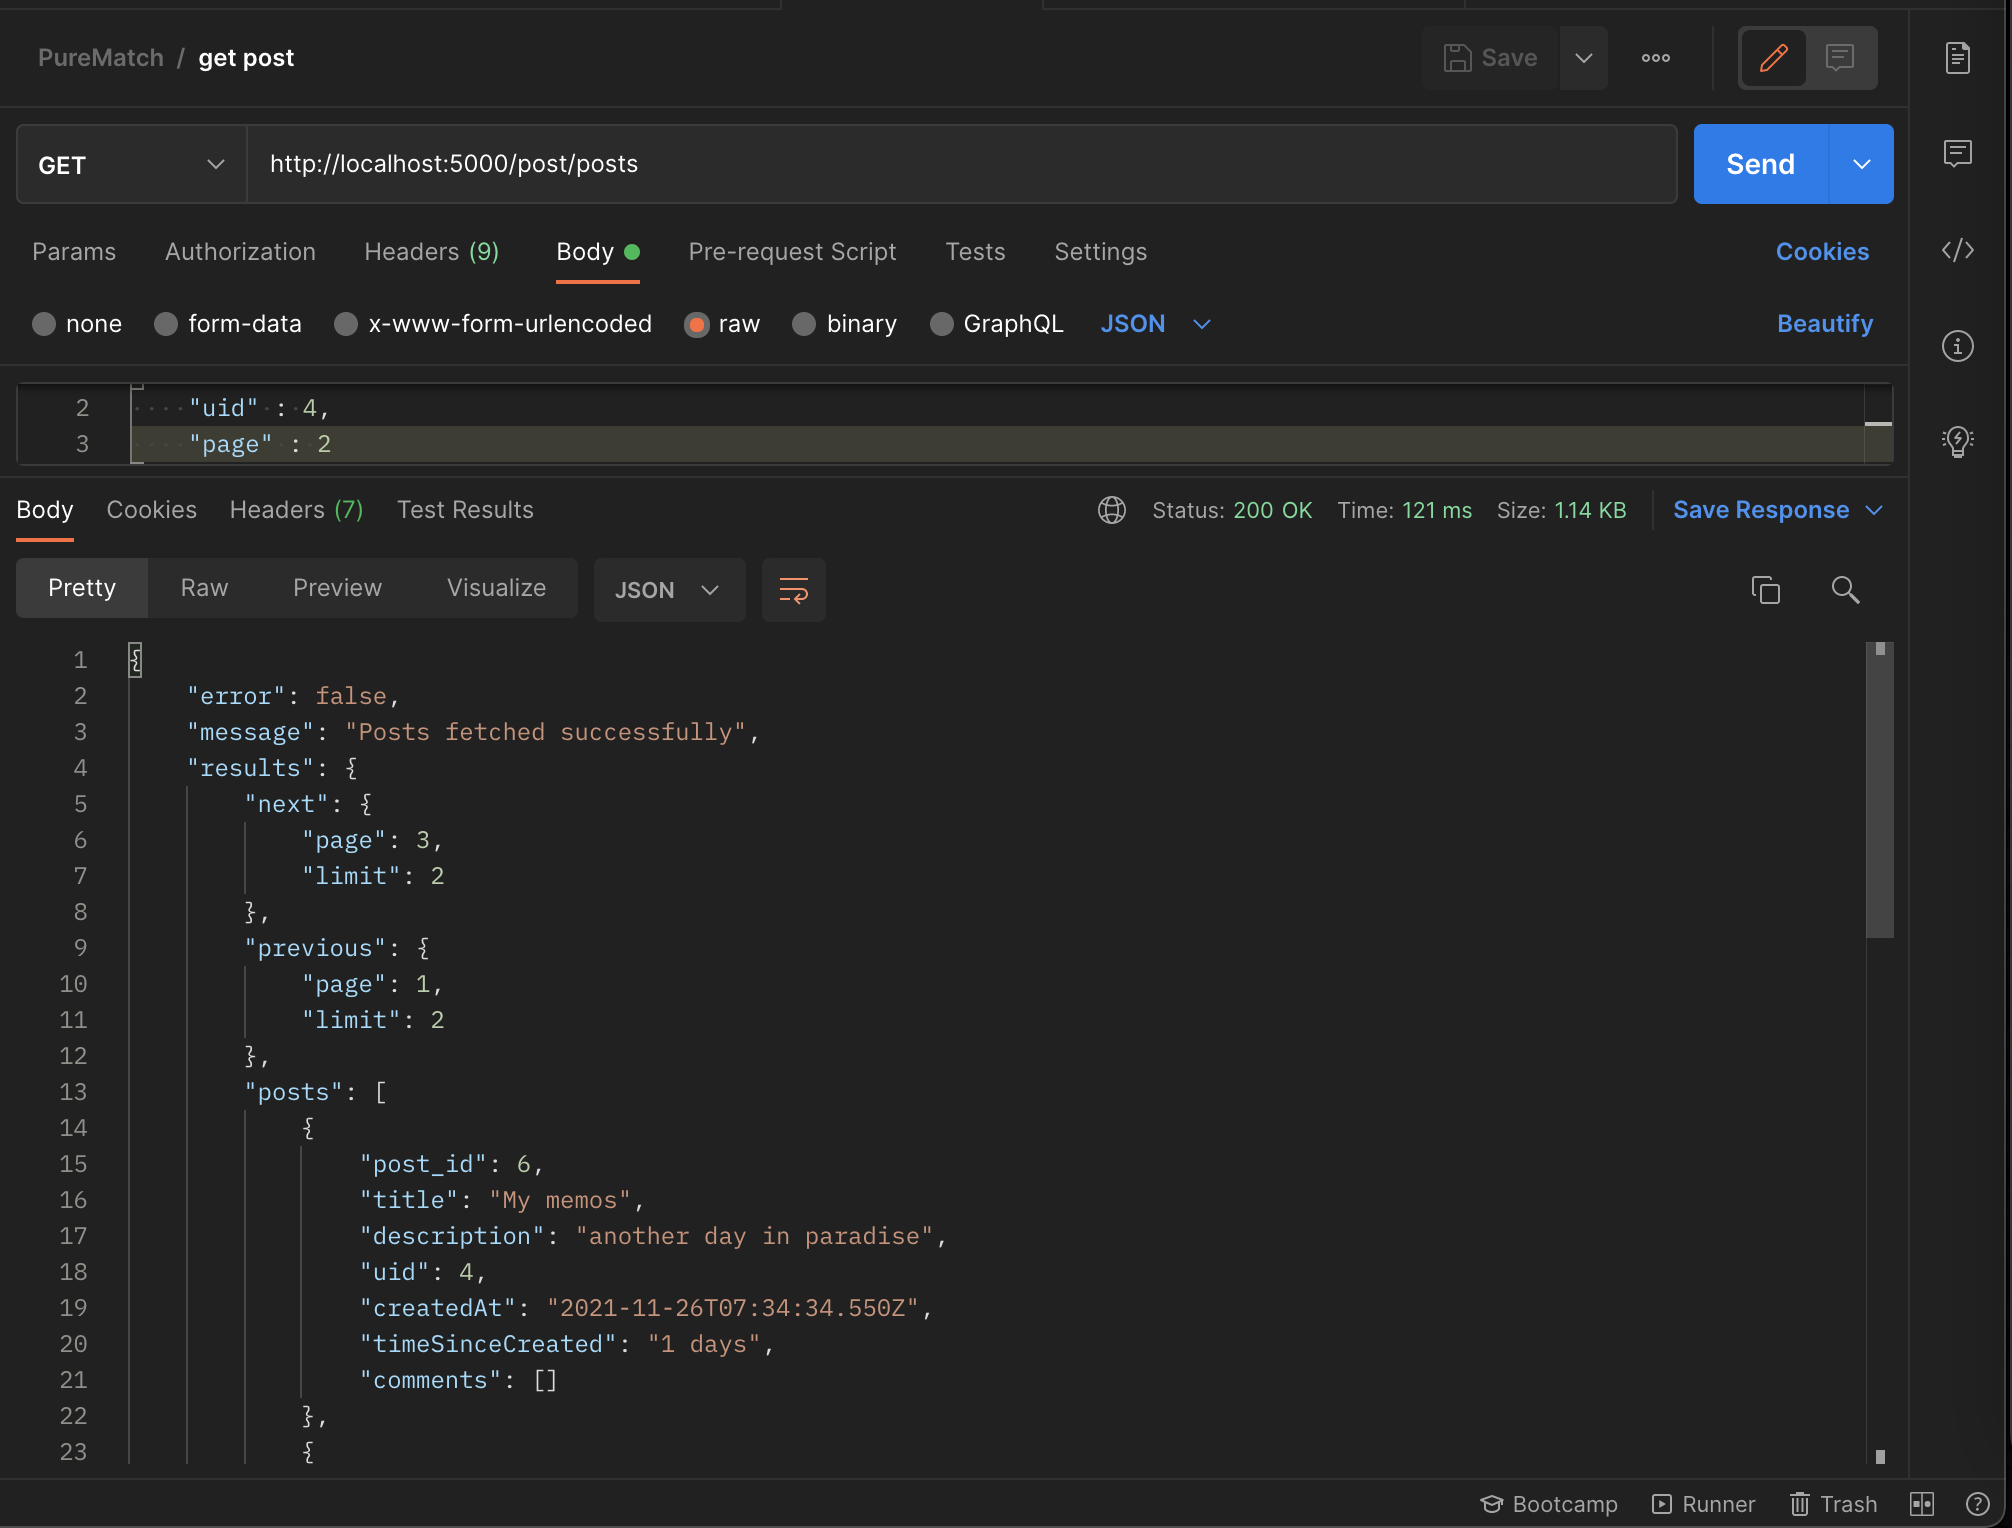 PureMatch / get post
Save
GET
http://localhost:5000/post/posts
Send
Params Authorization Headers (9) Body Pre-request Script Tests Settings Cookies
none form-data x-www-form-urlencoded raw binary GraphQL JSON Beautify
2 "uid" : 4,
3 "page" : 2
Body Cookies Headers (7) Test Results Status: 200 OK Time: 121 ms Size: 1.14 KB Save Response
Pretty Raw Preview Visualize JSON
1 {
2 "error": false,
3 "message": "Posts fetched successfully",
4 "results": {
5 "next": {
6 "page": 3,
7 "limit": 2
8 },
9 "previous": {
10 "page": 1,
11 "limit": 2
12 },
13 "posts": [
14 {
15 "post_id": 6,
16 "title": "My memos",
17 "description": "another day in paradise",
18 "uid": 4,
19 "createdAt": "2021-11-26T07:34:34.550Z",
20 "timeSinceCreated": "1 days",
21 "comments": []
22 },
23 {
Bootcamp Runner Trash